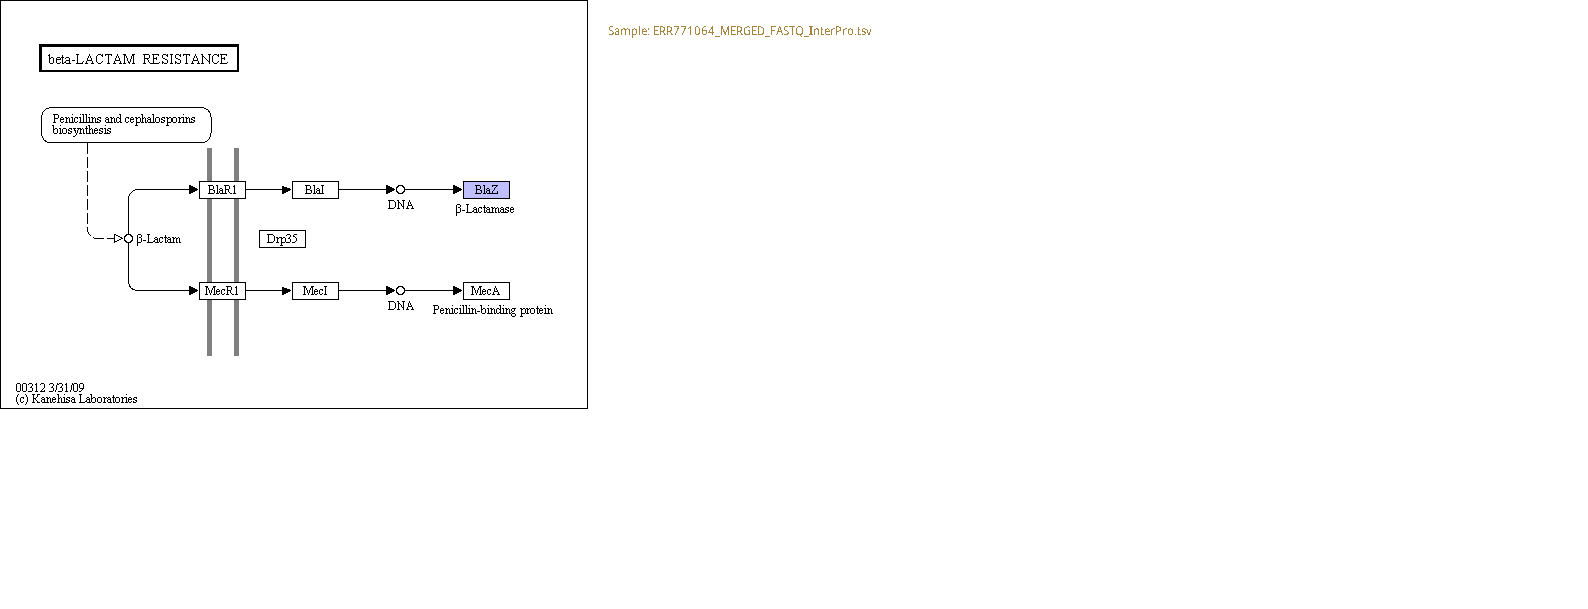 Sample: ERR771064_MERGED_FASTQ_InterPro.tsv
beta-LACTAM RESISTANCE
Penicillins and cephalosporins
biosynthesis
BlaR1
BlaI
DNA
BlaZ
β-Lactamase
β-Lactam
Drp35
MecR1
MecI
DNA
MecA
Penicillin-binding protein
00312 3/31/09
(c) Kanehisa Laboratories